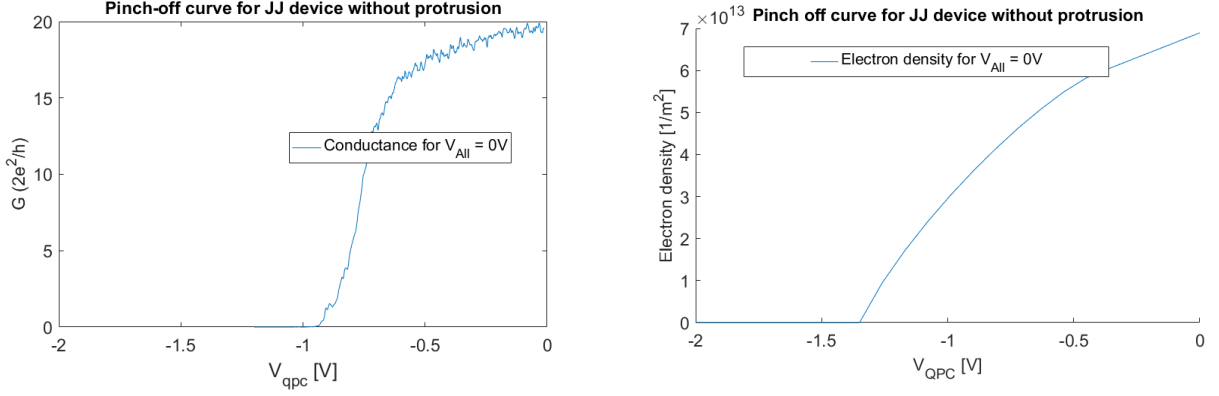 Pinch-off curve for JJ device without protrusion
20
15
10
5
0
G (2e²/h)
Conductance for V_All = 0V
-2 -1.5 -1 -0.5 0
V_qpc [V]
×10¹³
Pinch off curve for JJ device without protrusion
7
6
5
4
3
2
1
0
Electron density [1/m²]
Electron density for V_All = 0V
-2 -1.5 -1 -0.5 0
V_QPC [V]